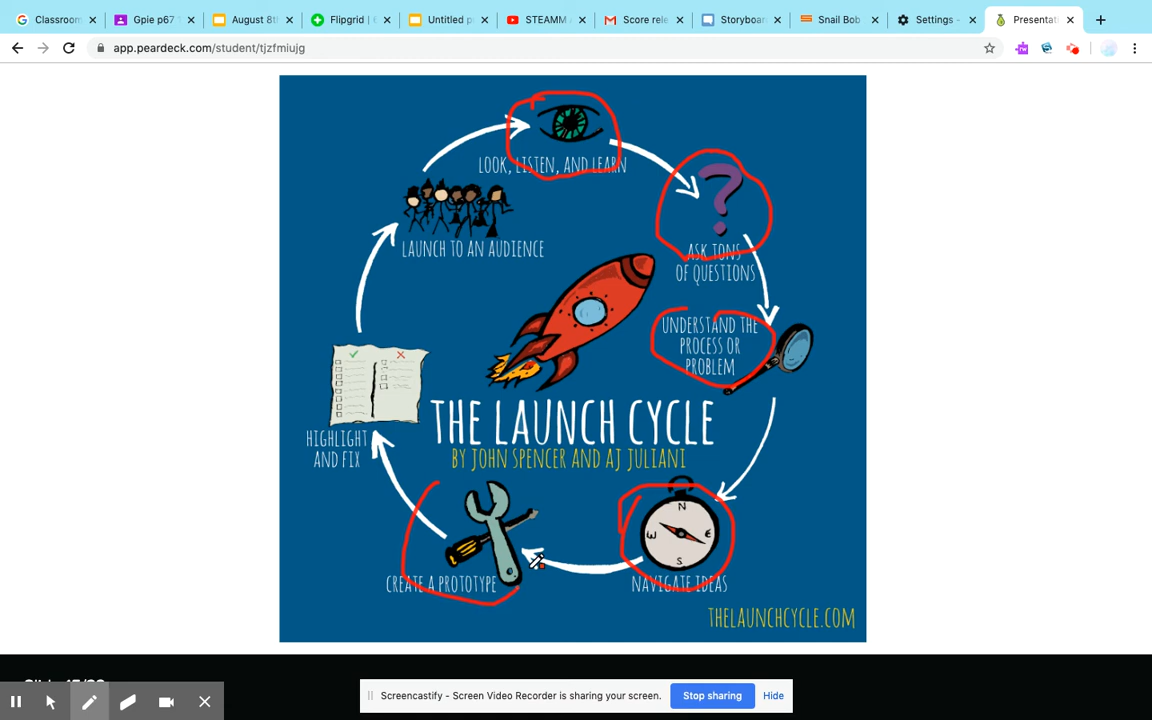 Classroom
Gpie p67
August 8th
Flipgrid |
Untitled p
STEAMM
Score rele
Storyboar
Snail Bob
Settings -
Presentat
app.peardeck.com/student/tjzfmiujg
LOOK, LISTEN, AND LEARN
ASK TONS
OF QUESTIONS
LAUNCH TO AN AUDIENCE
UNDERSTAND THE
PROCESS OR
PROBLEM
THE LAUNCH CYCLE
BY JOHN SPENCER AND AJ JULIANI
HIGHLIGHT
AND FIX
N
W E
S
CREATE A PROTOTYPE
NAVIGATE IDEAS
THELAUNCHCYCLE.COM
Screencastify - Screen Video Recorder is sharing your screen.
Stop sharing
Hide